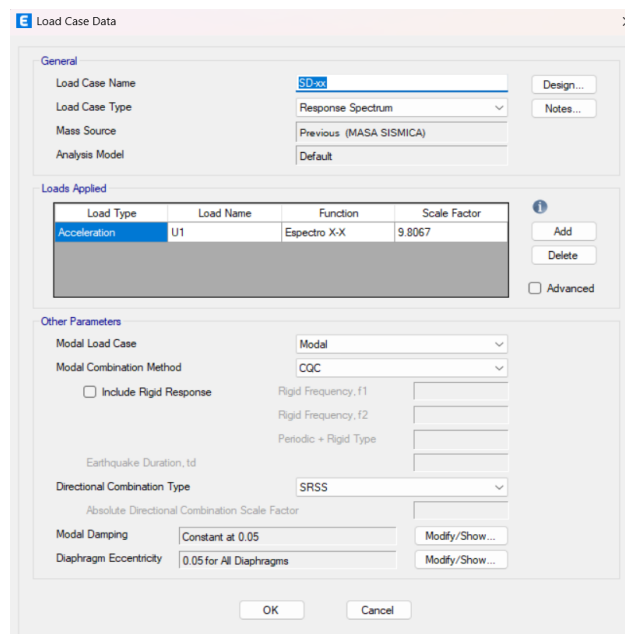 E Load Case Data
General
Load Case Name SD-xx Design...
Load Case Type Response Spectrum Notes...
Mass Source Previous (MASA SISMICA)
Analysis Model Default
Loads Applied
Load Type Load Name Function Scale Factor
Acceleration U1 Espectro X-X 9.8067 Add
Delete
Advanced
Other Parameters
Modal Load Case Modal
Modal Combination Method CQC
Include Rigid Response Rigid Frequency, f1
Rigid Frequency, f2
Periodic + Rigid Type
Earthquake Duration, td
Directional Combination Type SRSS
Absolute Directional Combination Scale Factor
Modal Damping Constant at 0.05 Modify/Show...
Diaphragm Eccentricity 0.05 for All Diaphragms Modify/Show...
OK Cancel